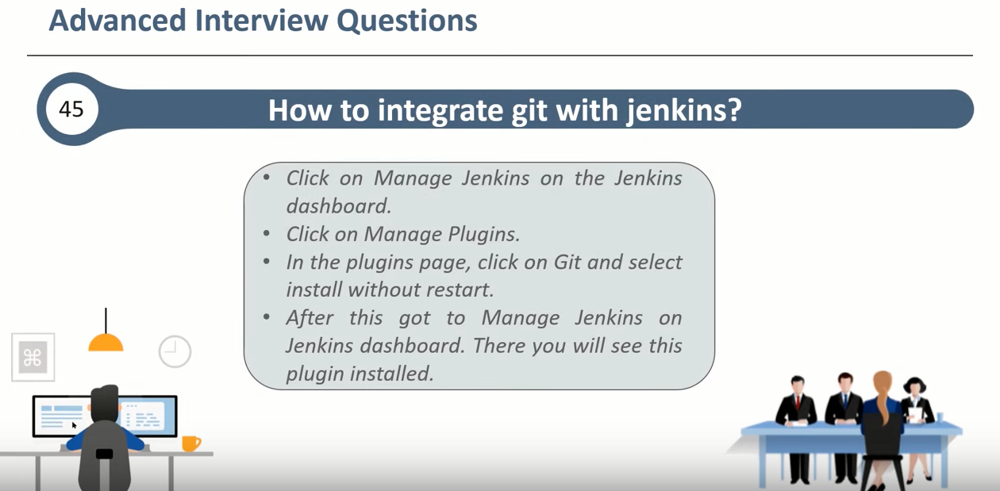 Advanced Interview Questions
45
How to integrate git with jenkins?
• Click on Manage Jenkins on the Jenkins
dashboard.
• Click on Manage Plugins.
• In the plugins page, click on Git and select
install without restart.
• After this got to Manage Jenkins on
Jenkins dashboard. There you will see this
plugin installed.